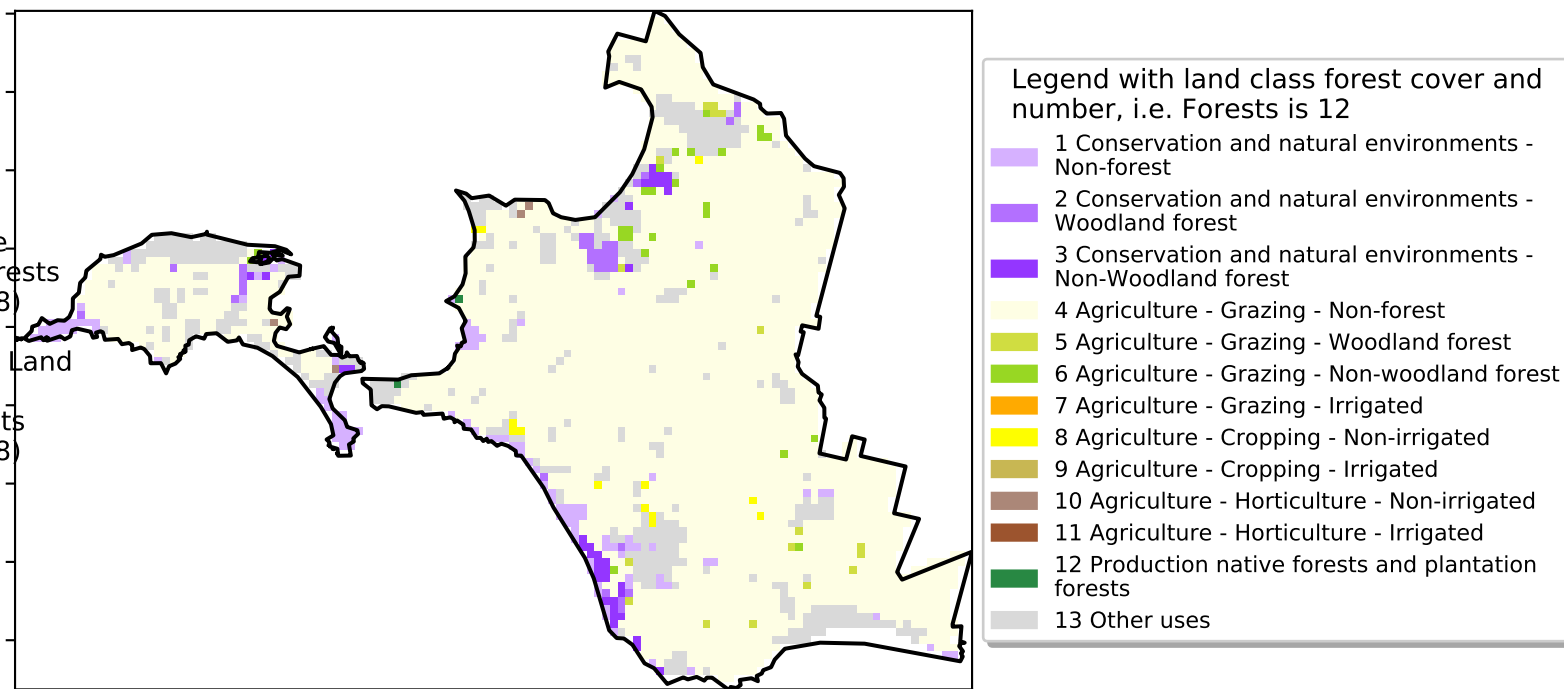 Legend with land class forest cover and
number, i.e. Forests is 12
1 Conservation and natural environments -
Non-forest
2 Conservation and natural environments -
Woodland forest
3 Conservation and natural environments -
Non-Woodland forest
4 Agriculture - Grazing - Non-forest
5 Agriculture - Grazing - Woodland forest
6 Agriculture - Grazing - Non-woodland forest
7 Agriculture - Grazing - Irrigated
8 Agriculture - Cropping - Non-irrigated
9 Agriculture - Cropping - Irrigated
10 Agriculture - Horticulture - Non-irrigated
11 Agriculture - Horticulture - Irrigated
12 Production native forests and plantation
forests
13 Other uses
Land